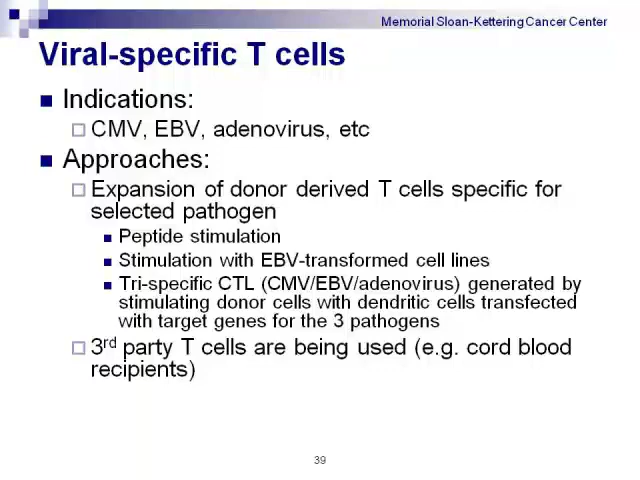 Memorial Sloan-Kettering Cancer Center
Viral-specific T cells
Indications:
CMV, EBV, adenovirus, etc
Approaches:
Expansion of donor derived T cells specific for
selected pathogen
Peptide stimulation
Stimulation with EBV-transformed cell lines
Tri-specific CTL (CMV/EBV/adenovirus) generated by
stimulating donor cells with dendritic cells transfected
with target genes for the 3 pathogens
3rd party T cells are being used (e.g. cord blood
recipients)
39